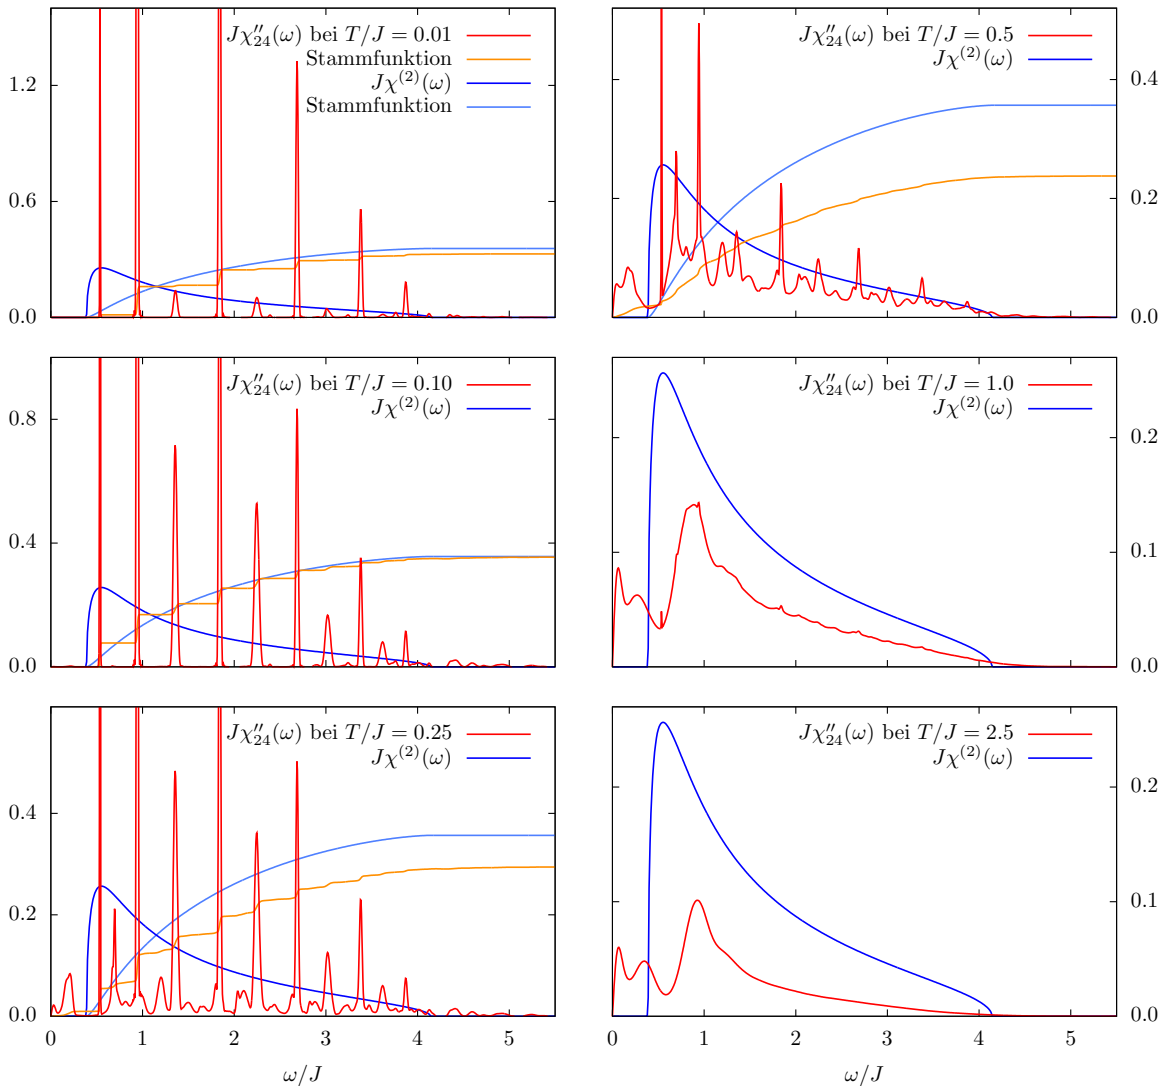 Jχ″₂₄(ω) bei T/J = 0.01
Stammfunktion
Jχ⁽²⁾(ω)
Stammfunktion
1.2
0.6
0.0
Jχ″₂₄(ω) bei T/J = 0.5
Jχ⁽²⁾(ω)
0.4
0.2
0.0
Jχ″₂₄(ω) bei T/J = 0.10
Jχ⁽²⁾(ω)
0.8
0.4
0.0
Jχ″₂₄(ω) bei T/J = 1.0
Jχ⁽²⁾(ω)
0.2
0.1
0.0
Jχ″₂₄(ω) bei T/J = 0.25
Jχ⁽²⁾(ω)
0.4
0.2
0.0
0 1 2 3 4 5
ω/J
Jχ″₂₄(ω) bei T/J = 2.5
Jχ⁽²⁾(ω)
0.2
0.1
0.0
0 1 2 3 4 5
ω/J